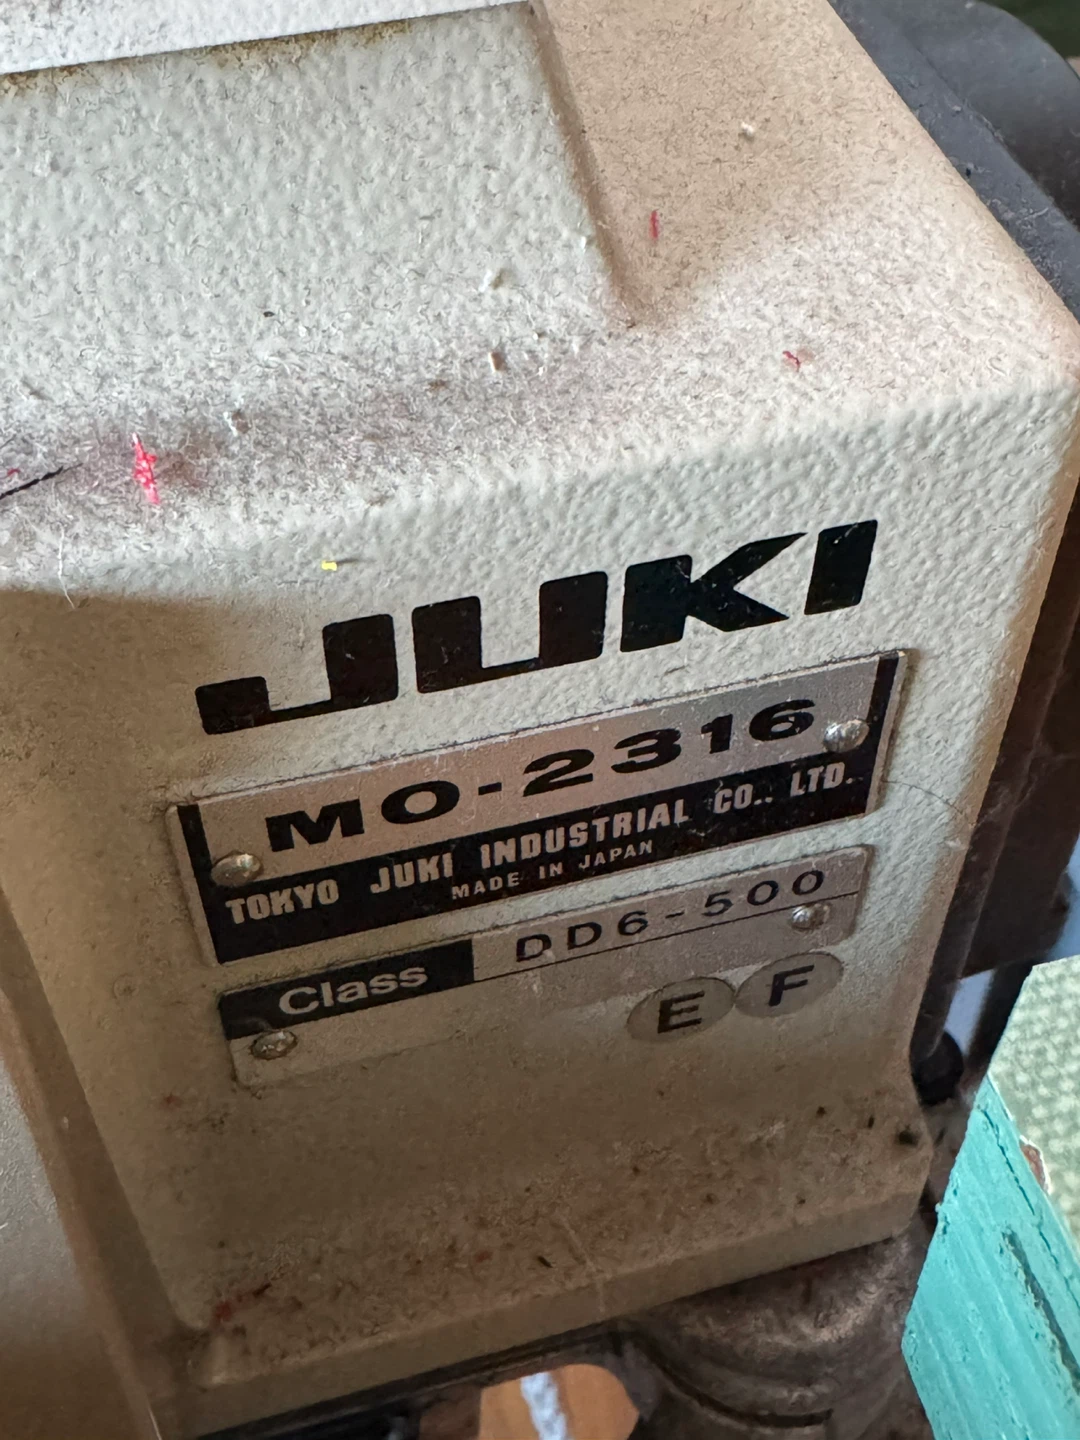 JUKI
MO-2316
TOKYO JUKI INDUSTRIAL CO., LTD.
MADE IN JAPAN
Class DD6-500
E F